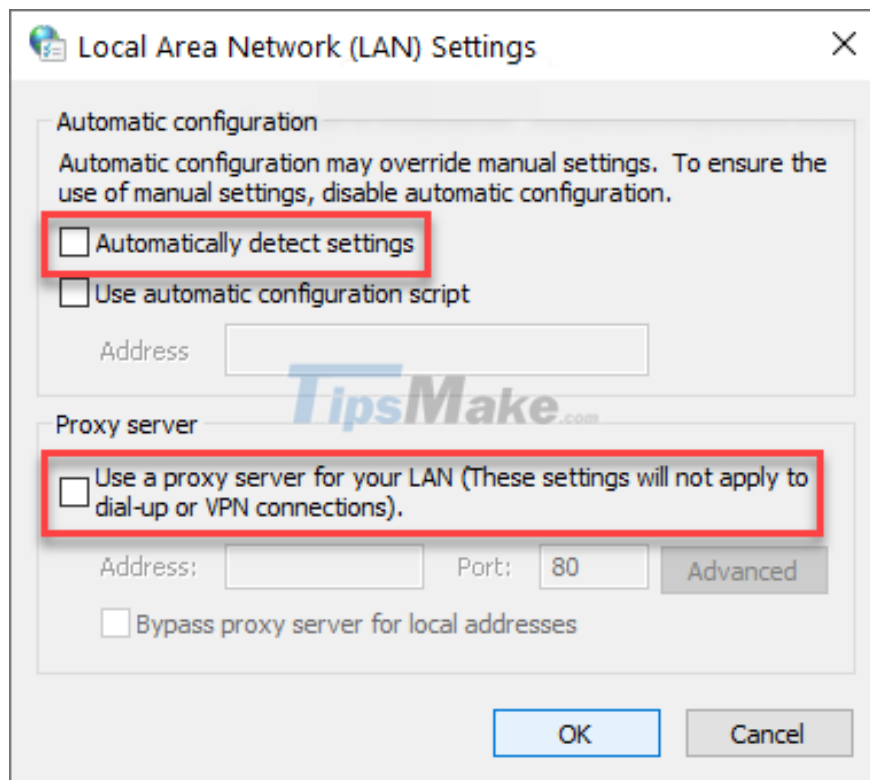 Local Area Network (LAN) Settings
Automatic configuration
Automatic configuration may override manual settings. To ensure the
use of manual settings, disable automatic configuration.
Automatically detect settings
Use automatic configuration script
Address
TipsMake.com
Proxy server
Use a proxy server for your LAN (These settings will not apply to
dial-up or VPN connections).
Address:
Port: 80
Advanced
Bypass proxy server for local addresses
OK
Cancel